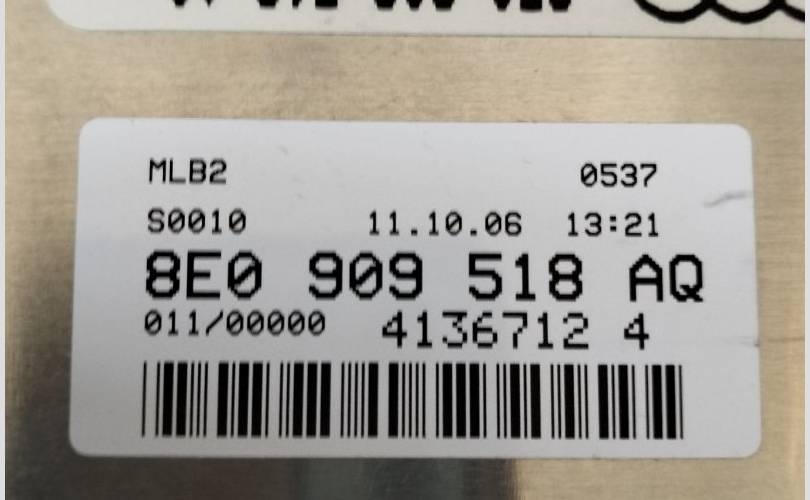 MLB2 0537
S0010 11.10.06 13:21
8E0 909 518 AQ
011/00000 4136712 4